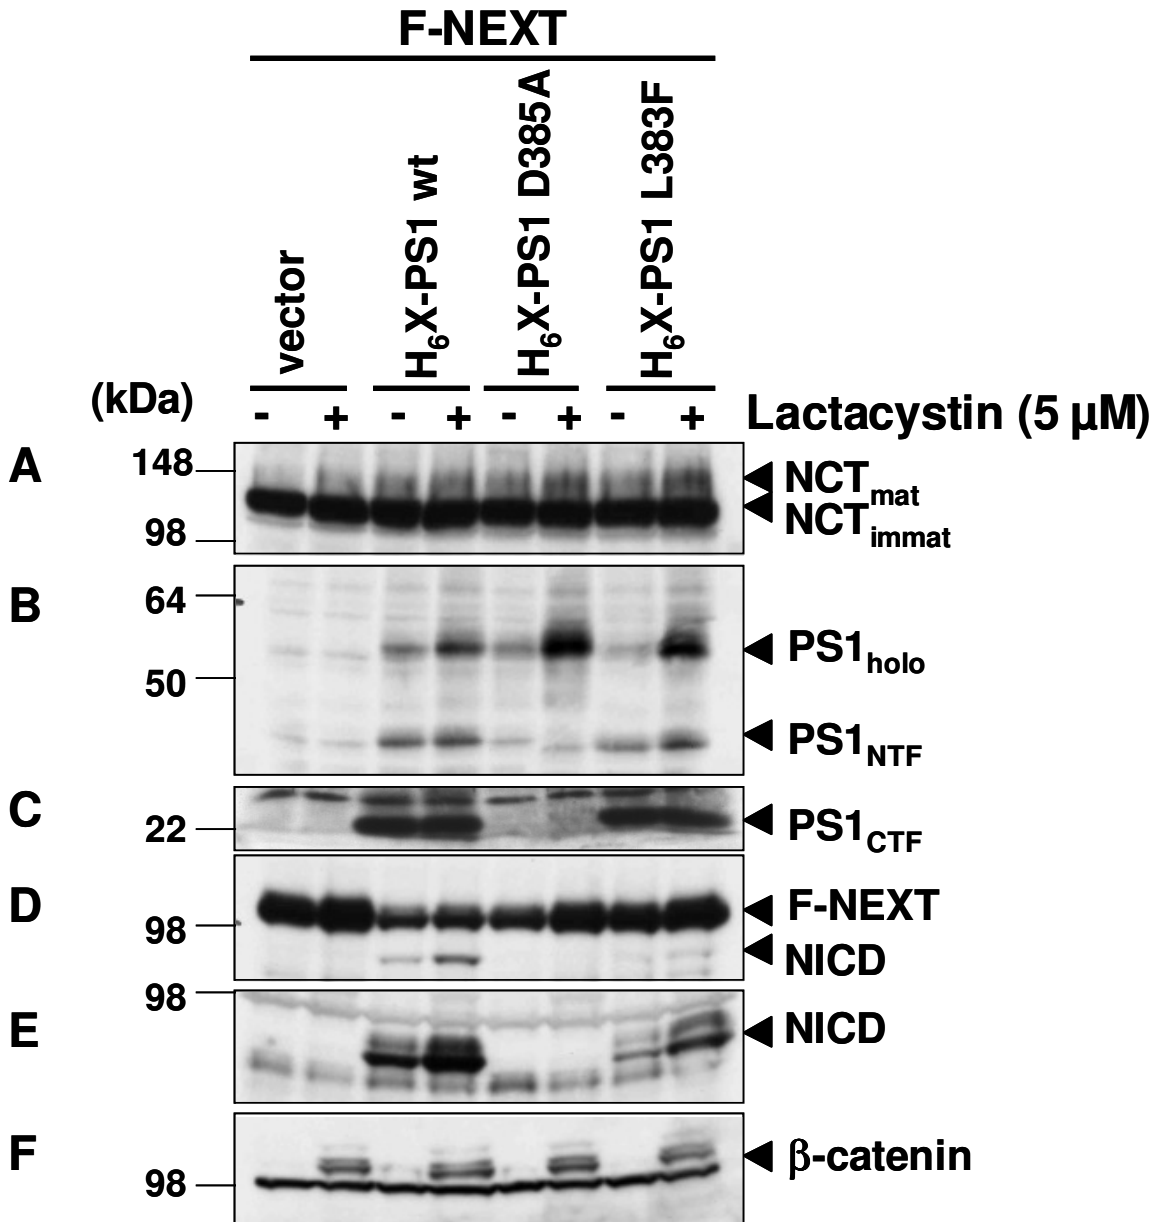 F-NEXT
vector
H6X-PS1 wt
H6X-PS1 D385A
H6X-PS1 L383F
(kDa)
- + - + - + - + Lactacystin (5 µM)
A
148
98
NCTmat
NCTimmat
B
64
50
PS1holo
PS1NTF
C
22
PS1CTF
D
98
F-NEXT
NICD
98
E
NICD
F
98
β-catenin